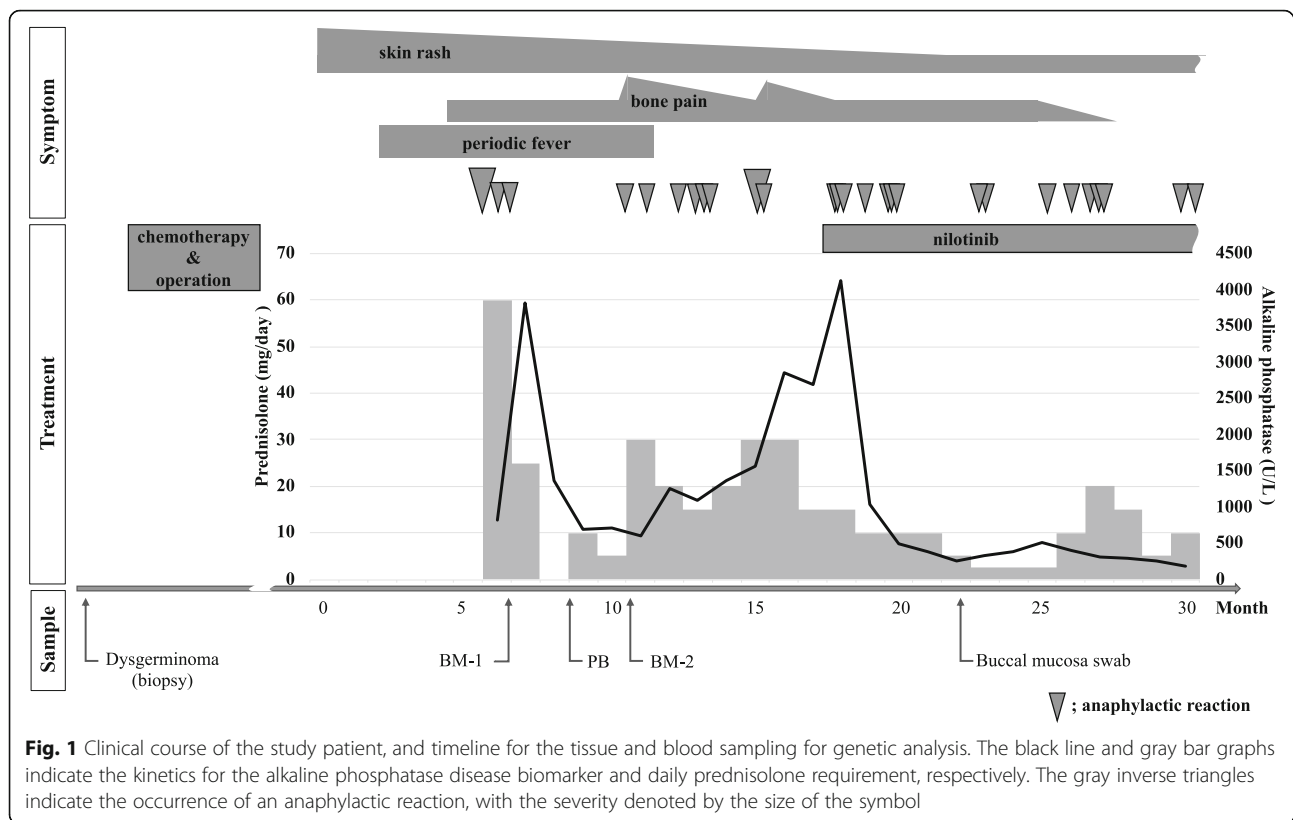 Symptom
skin rash
bone pain
periodic fever
Treatment
chemotherapy
&
operation
nilotinib
Prednisolone (mg/day)
70
60
50
40
30
20
10
0
4500
4000
3500
3000
2500
2000
1500
1000
500
0
Alkaline phosphatase (U/L)
0 5 10 15 20 25 30 Month
Sample
Dysgerminoma
(biopsy)
BM-1
PB
BM-2
Buccal mucosa swab
; anaphylactic reaction
Fig. 1 Clinical course of the study patient, and timeline for the tissue and blood sampling for genetic analysis. The black line and gray bar graphs
indicate the kinetics for the alkaline phosphatase disease biomarker and daily prednisolone requirement, respectively. The gray inverse triangles
indicate the occurrence of an anaphylactic reaction, with the severity denoted by the size of the symbol